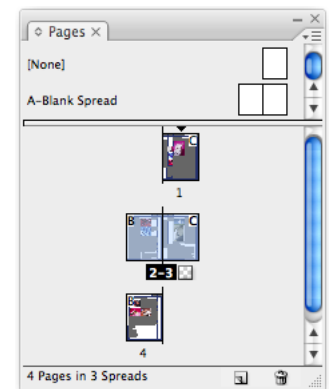 Pages
[None]
A-Blank Spread
C
1
B C
2-3
B
4
4 Pages in 3 Spreads